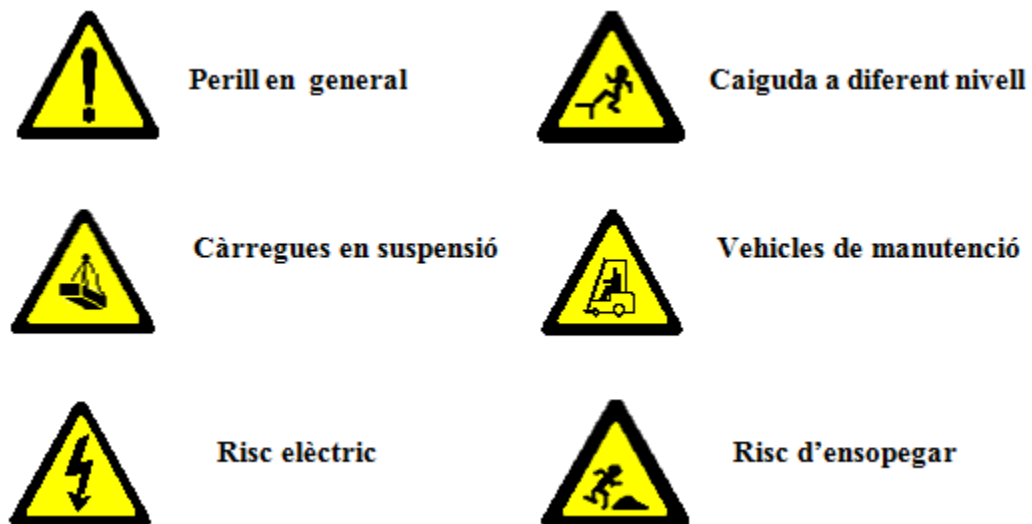 Perill en general
Caiguda a diferent nivell
Càrregues en suspensió
Vehicles de manutenció
Risc elèctric
Risc d'ensopegar